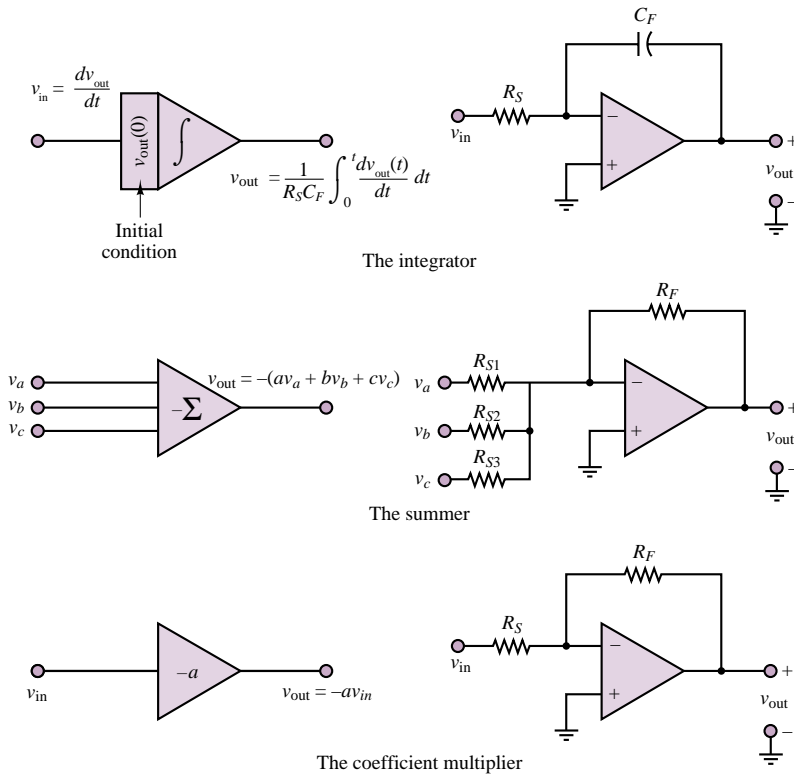 v_in = dv_out/dt
v_out(0)
∫
v_out = 1/(R_S C_F) ∫_0^t dv_out(t)/dt dt
Initial
condition
C_F
R_S
v_in
−
+
+
v_out
−
The integrator
v_a
v_b
v_c
−Σ
v_out = −(av_a + bv_b + cv_c)
R_F
R_S1
v_a
R_S2
v_b
R_S3
v_c
−
+
+
v_out
−
The summer
v_in
−a
v_out = −av_in
R_F
R_S
v_in
−
+
+
v_out
−
The coefficient multiplier